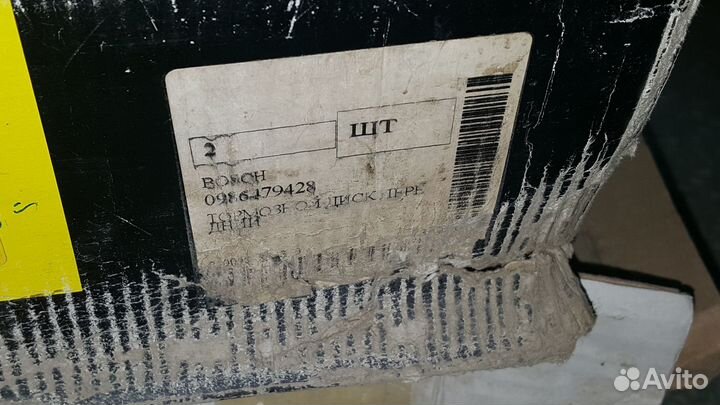 2 ШТ
BOSCH
0986479428
ТОРМОЗНОЙ ДИСК ПЕРЕ
ДНИЙ
Avito